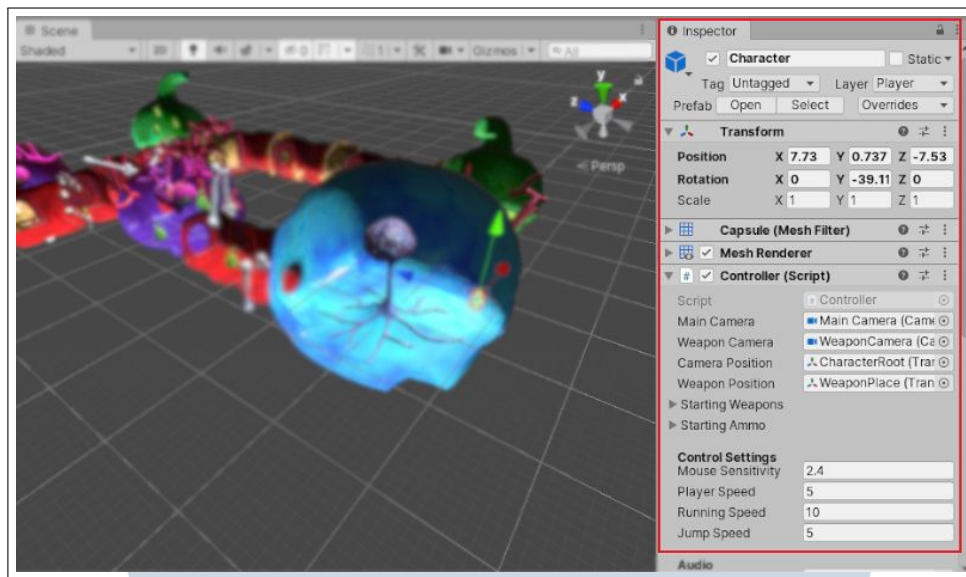 Scene
Shaded
2D
Gizmos
All
y
x
z
Persp
Inspector
Character
Static
Tag Untagged Layer Player
Prefab Open Select Overrides
Transform
Position X 7.73 Y 0.737 Z -7.53
Rotation X 0 Y -39.11 Z 0
Scale X 1 Y 1 Z 1
Capsule (Mesh Filter)
Mesh Renderer
# Controller (Script)
Script Controller
Main Camera Main Camera (Came
Weapon Camera WeaponCamera (Ca
Camera Position CharacterRoot (Tran
Weapon Position WeaponPlace (Tran
Starting Weapons
Starting Ammo
Control Settings
Mouse Sensitivity 2.4
Player Speed 5
Running Speed 10
Jump Speed 5
Audio